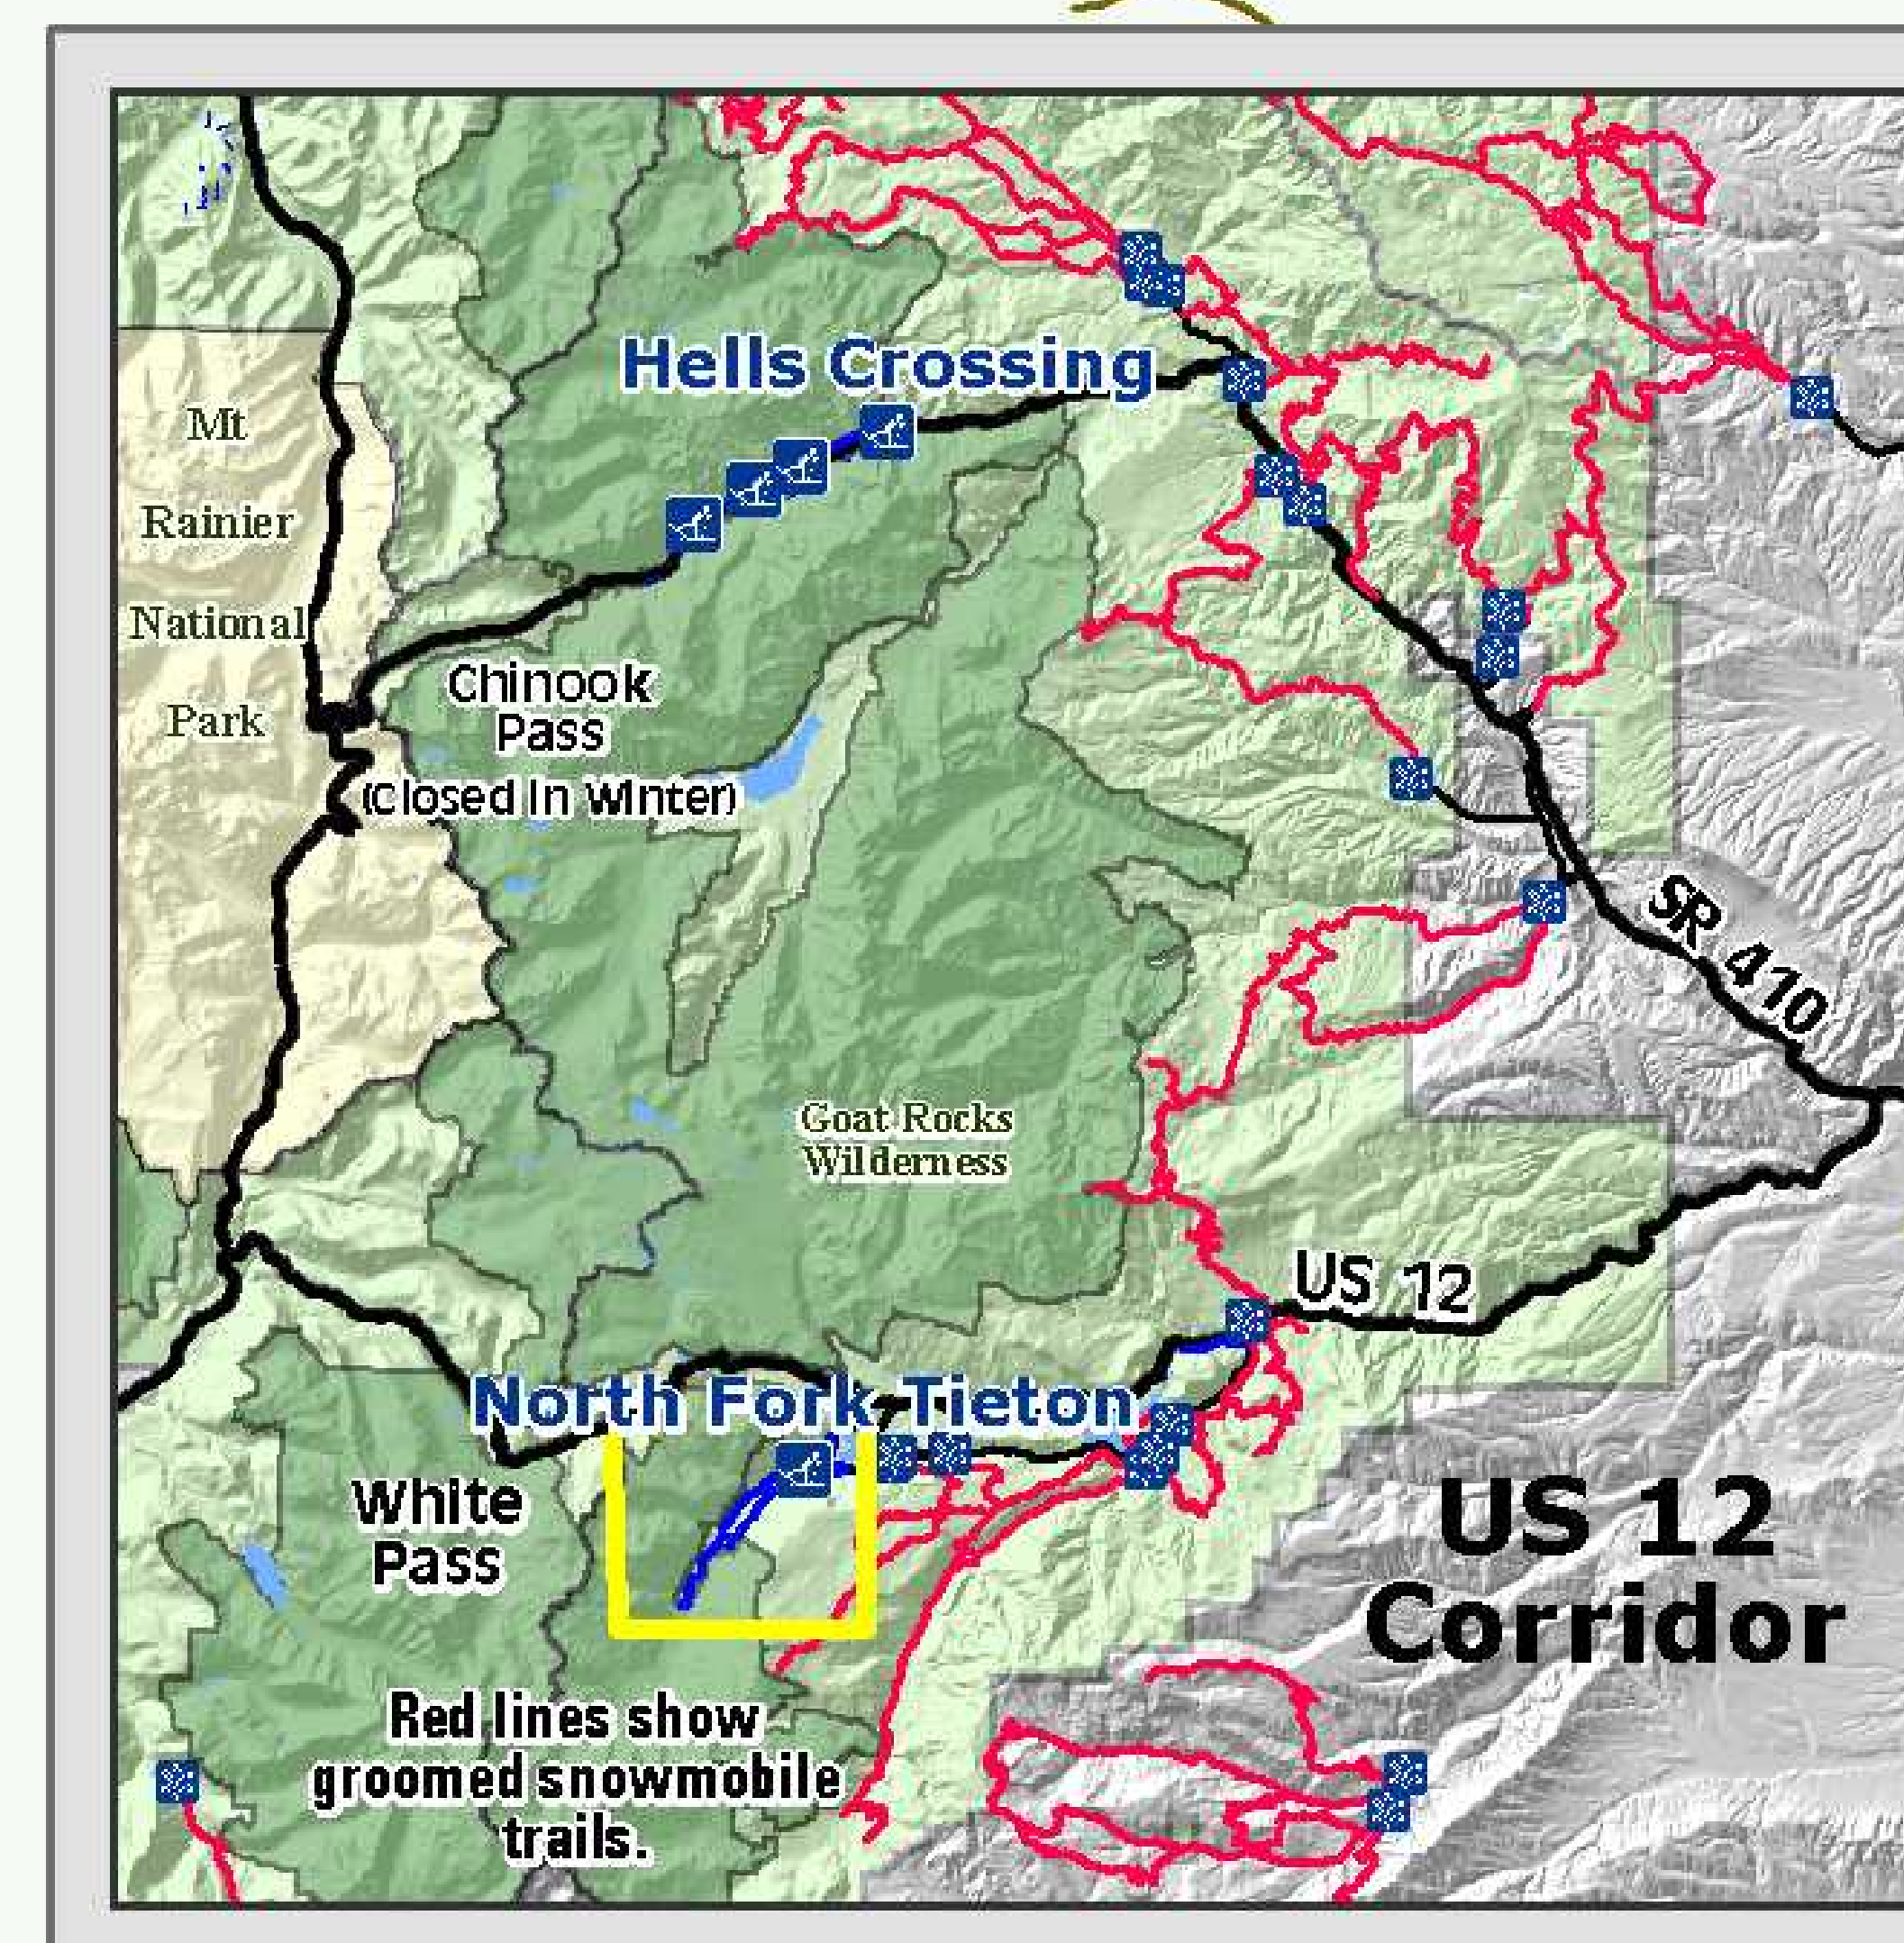 Hells Crossing
Mt
Rainier
National
Park
Chinook
Pass
(Closed In Winter)
SR 410
Goat Rocks
Wilderness
US 12
North Fork Tieton
White
Pass
US 12
Corridor
Red lines show
groomed snowmobile
trails.